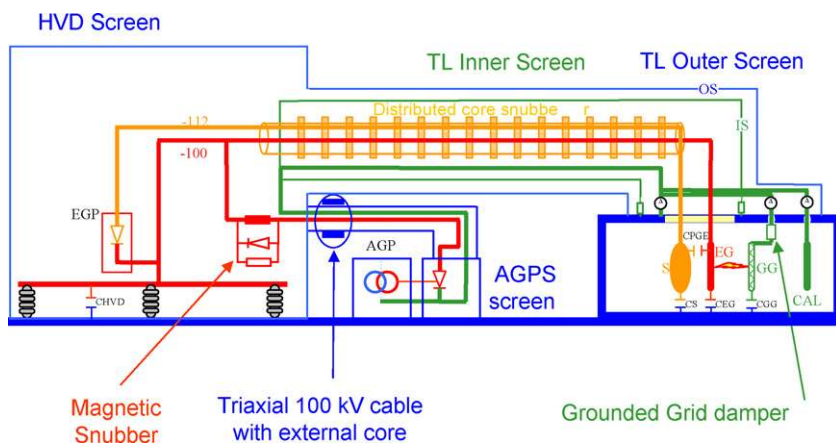 HVD Screen
TL Inner Screen
TL Outer Screen
OS
-112
Distributed core snubbe r
IS
-100
A
A
A
EGP
AGP
CPGE
EG
S
GG
AGPS
screen
CHVD
CS
CEG
CGG
CAL
Magnetic
Snubber
Triaxial 100 kV cable
with external core
Grounded Grid damper